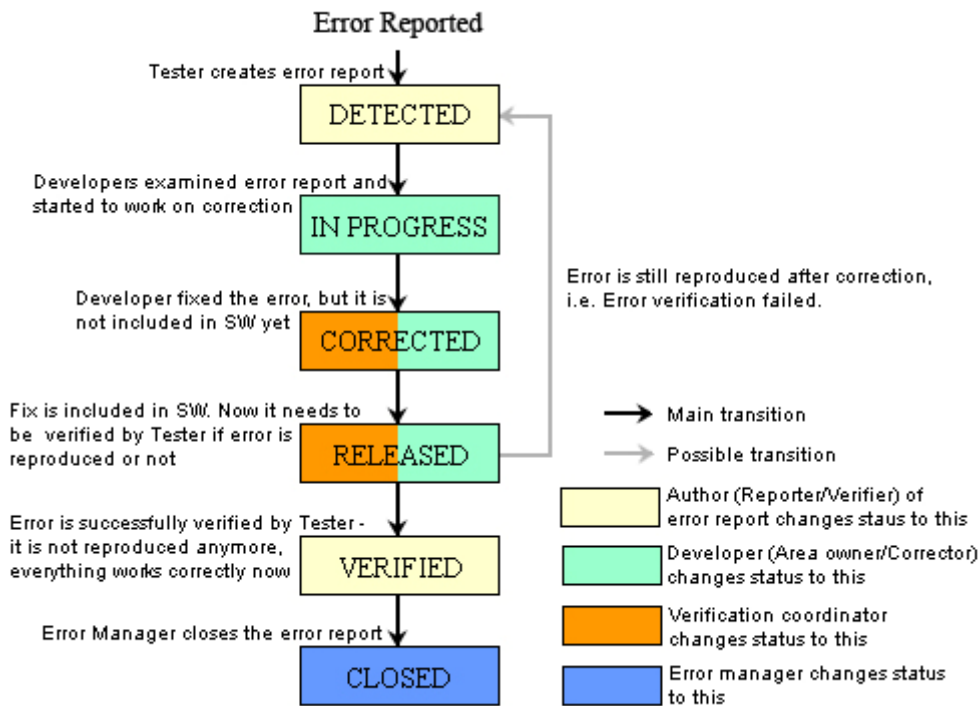 Error Reported
Tester creates error report
DETECTED
Developers examined error report and
started to work on correction
IN PROGRESS
Error is still reproduced after correction,
i.e. Error verification failed.
Developer fixed the error, but it is
not included in SW yet
CORRECTED
Fix is included in SW. Now it needs to
be verified by Tester if error is
reproduced or not
RELEASED
Main transition
Possible transition
Error is successfully verified by Tester -
it is not reproduced anymore,
everything works correctly now
VERIFIED
Error Manager closes the error report
CLOSED
Author (Reporter/Verifier) of
error report changes staus to this
Developer (Area owner/Corrector)
changes status to this
Verification coordinator
changes status to this
Error manager changes status
to this